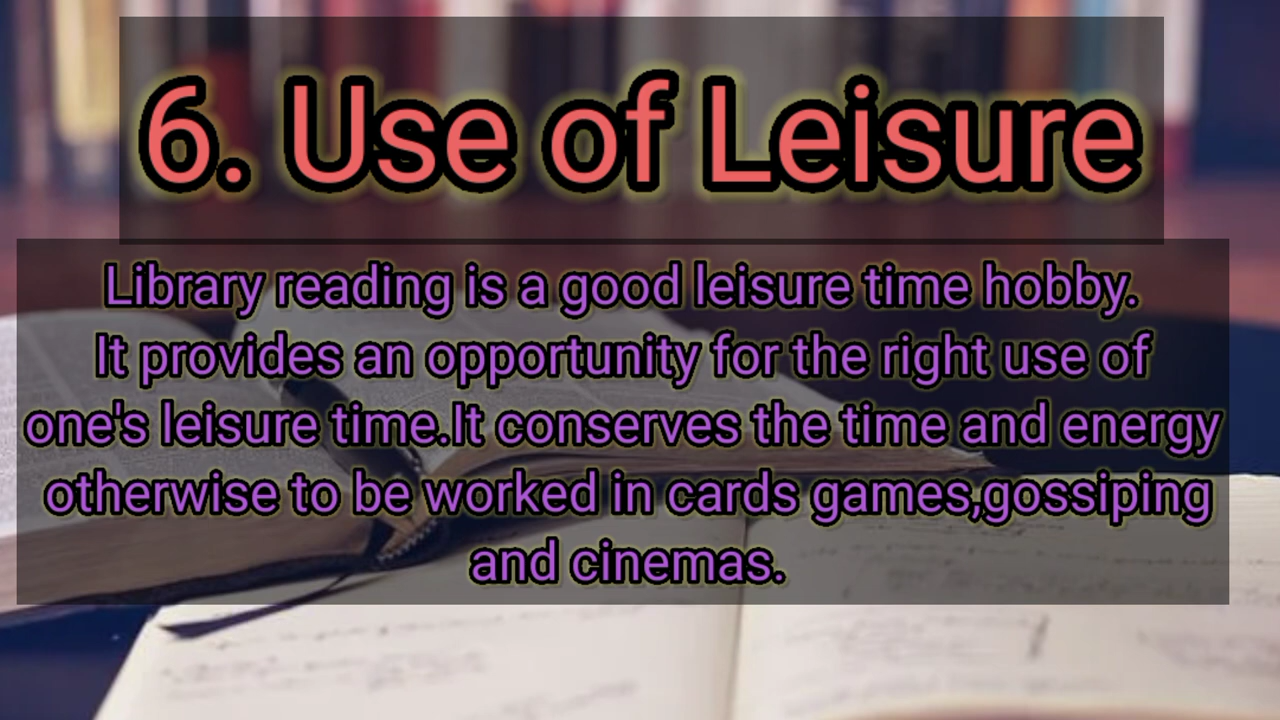 6. Use of Leisure
Library reading is a good leisure time hobby.
It provides an opportunity for the right use of
one's leisure time.It conserves the time and energy
otherwise to be worked in cards games,gossiping
and cinemas.